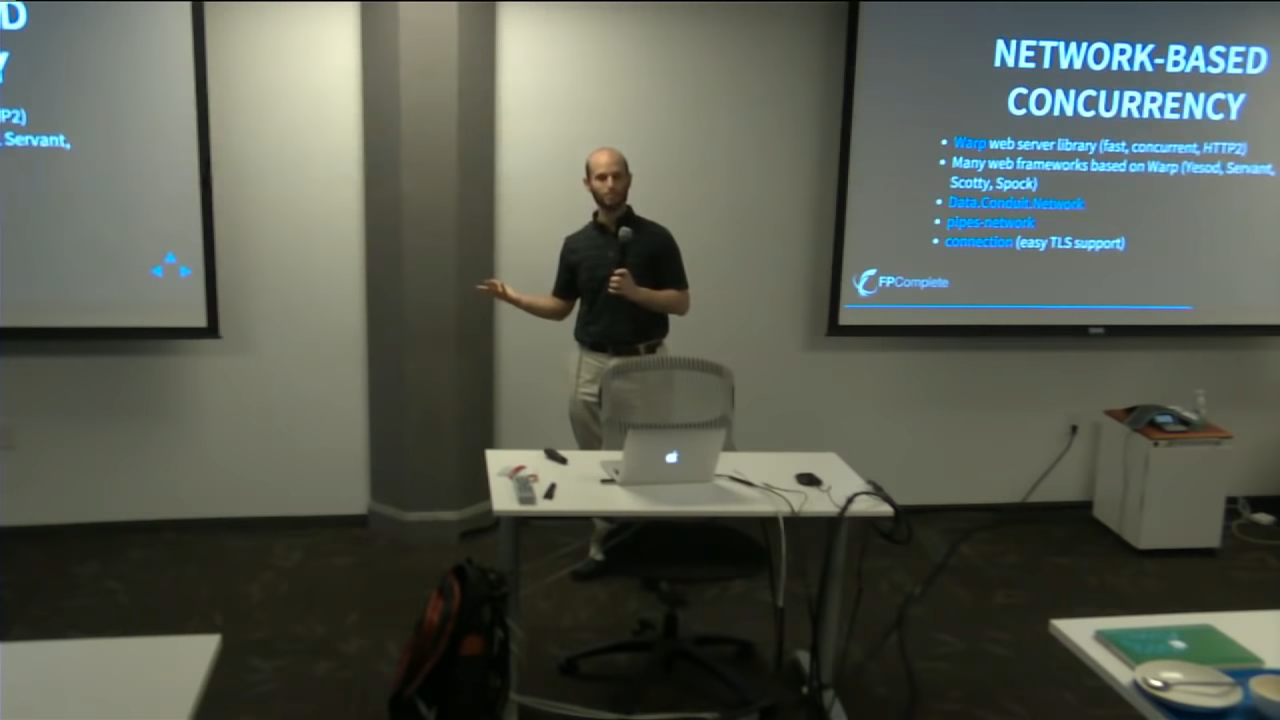 D
Y
P2)
Servant,
NETWORK-BASED
CONCURRENCY
• Warp web server library (fast, concurrent, HTTP2)
• Many web frameworks based on Warp (Yesod, Servant,
Scotty, Spock)
• Data.Conduit.Network
• pipes-network
• connection (easy TLS support)
FPComplete